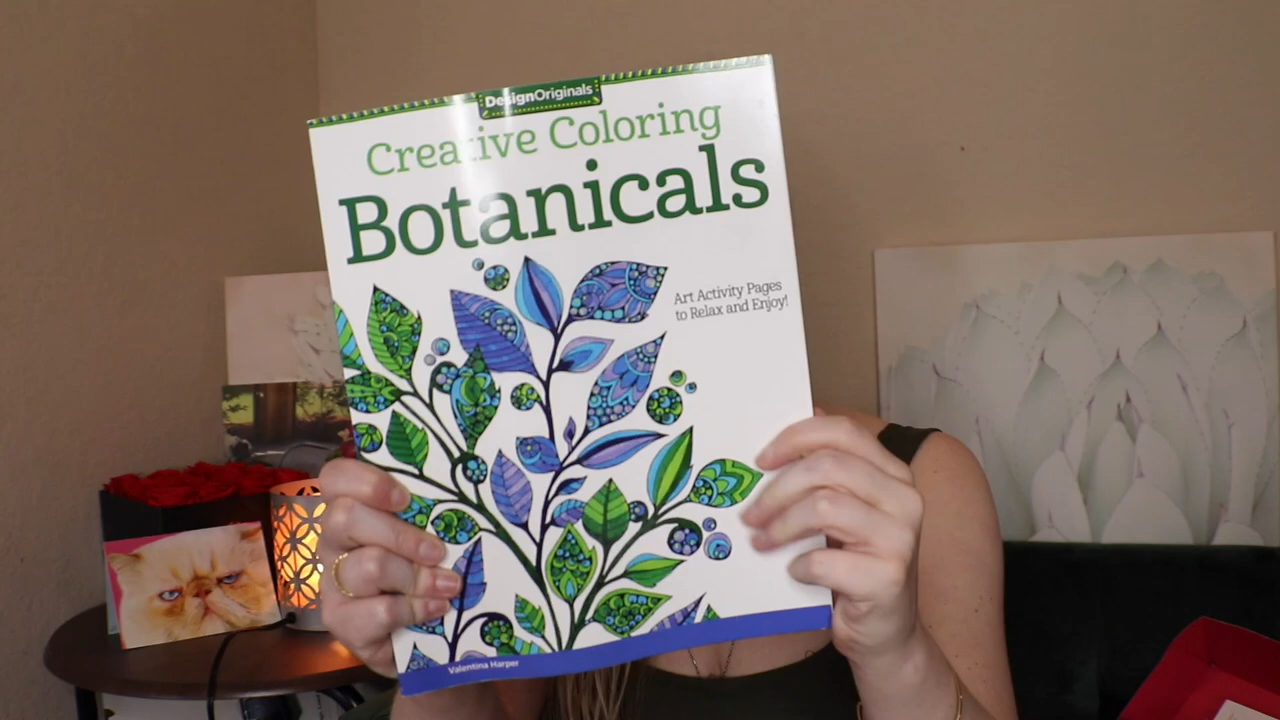 DesignOriginals
Creative Coloring
Botanicals
Art Activity Pages
to Relax and Enjoy!
Valentina Harper